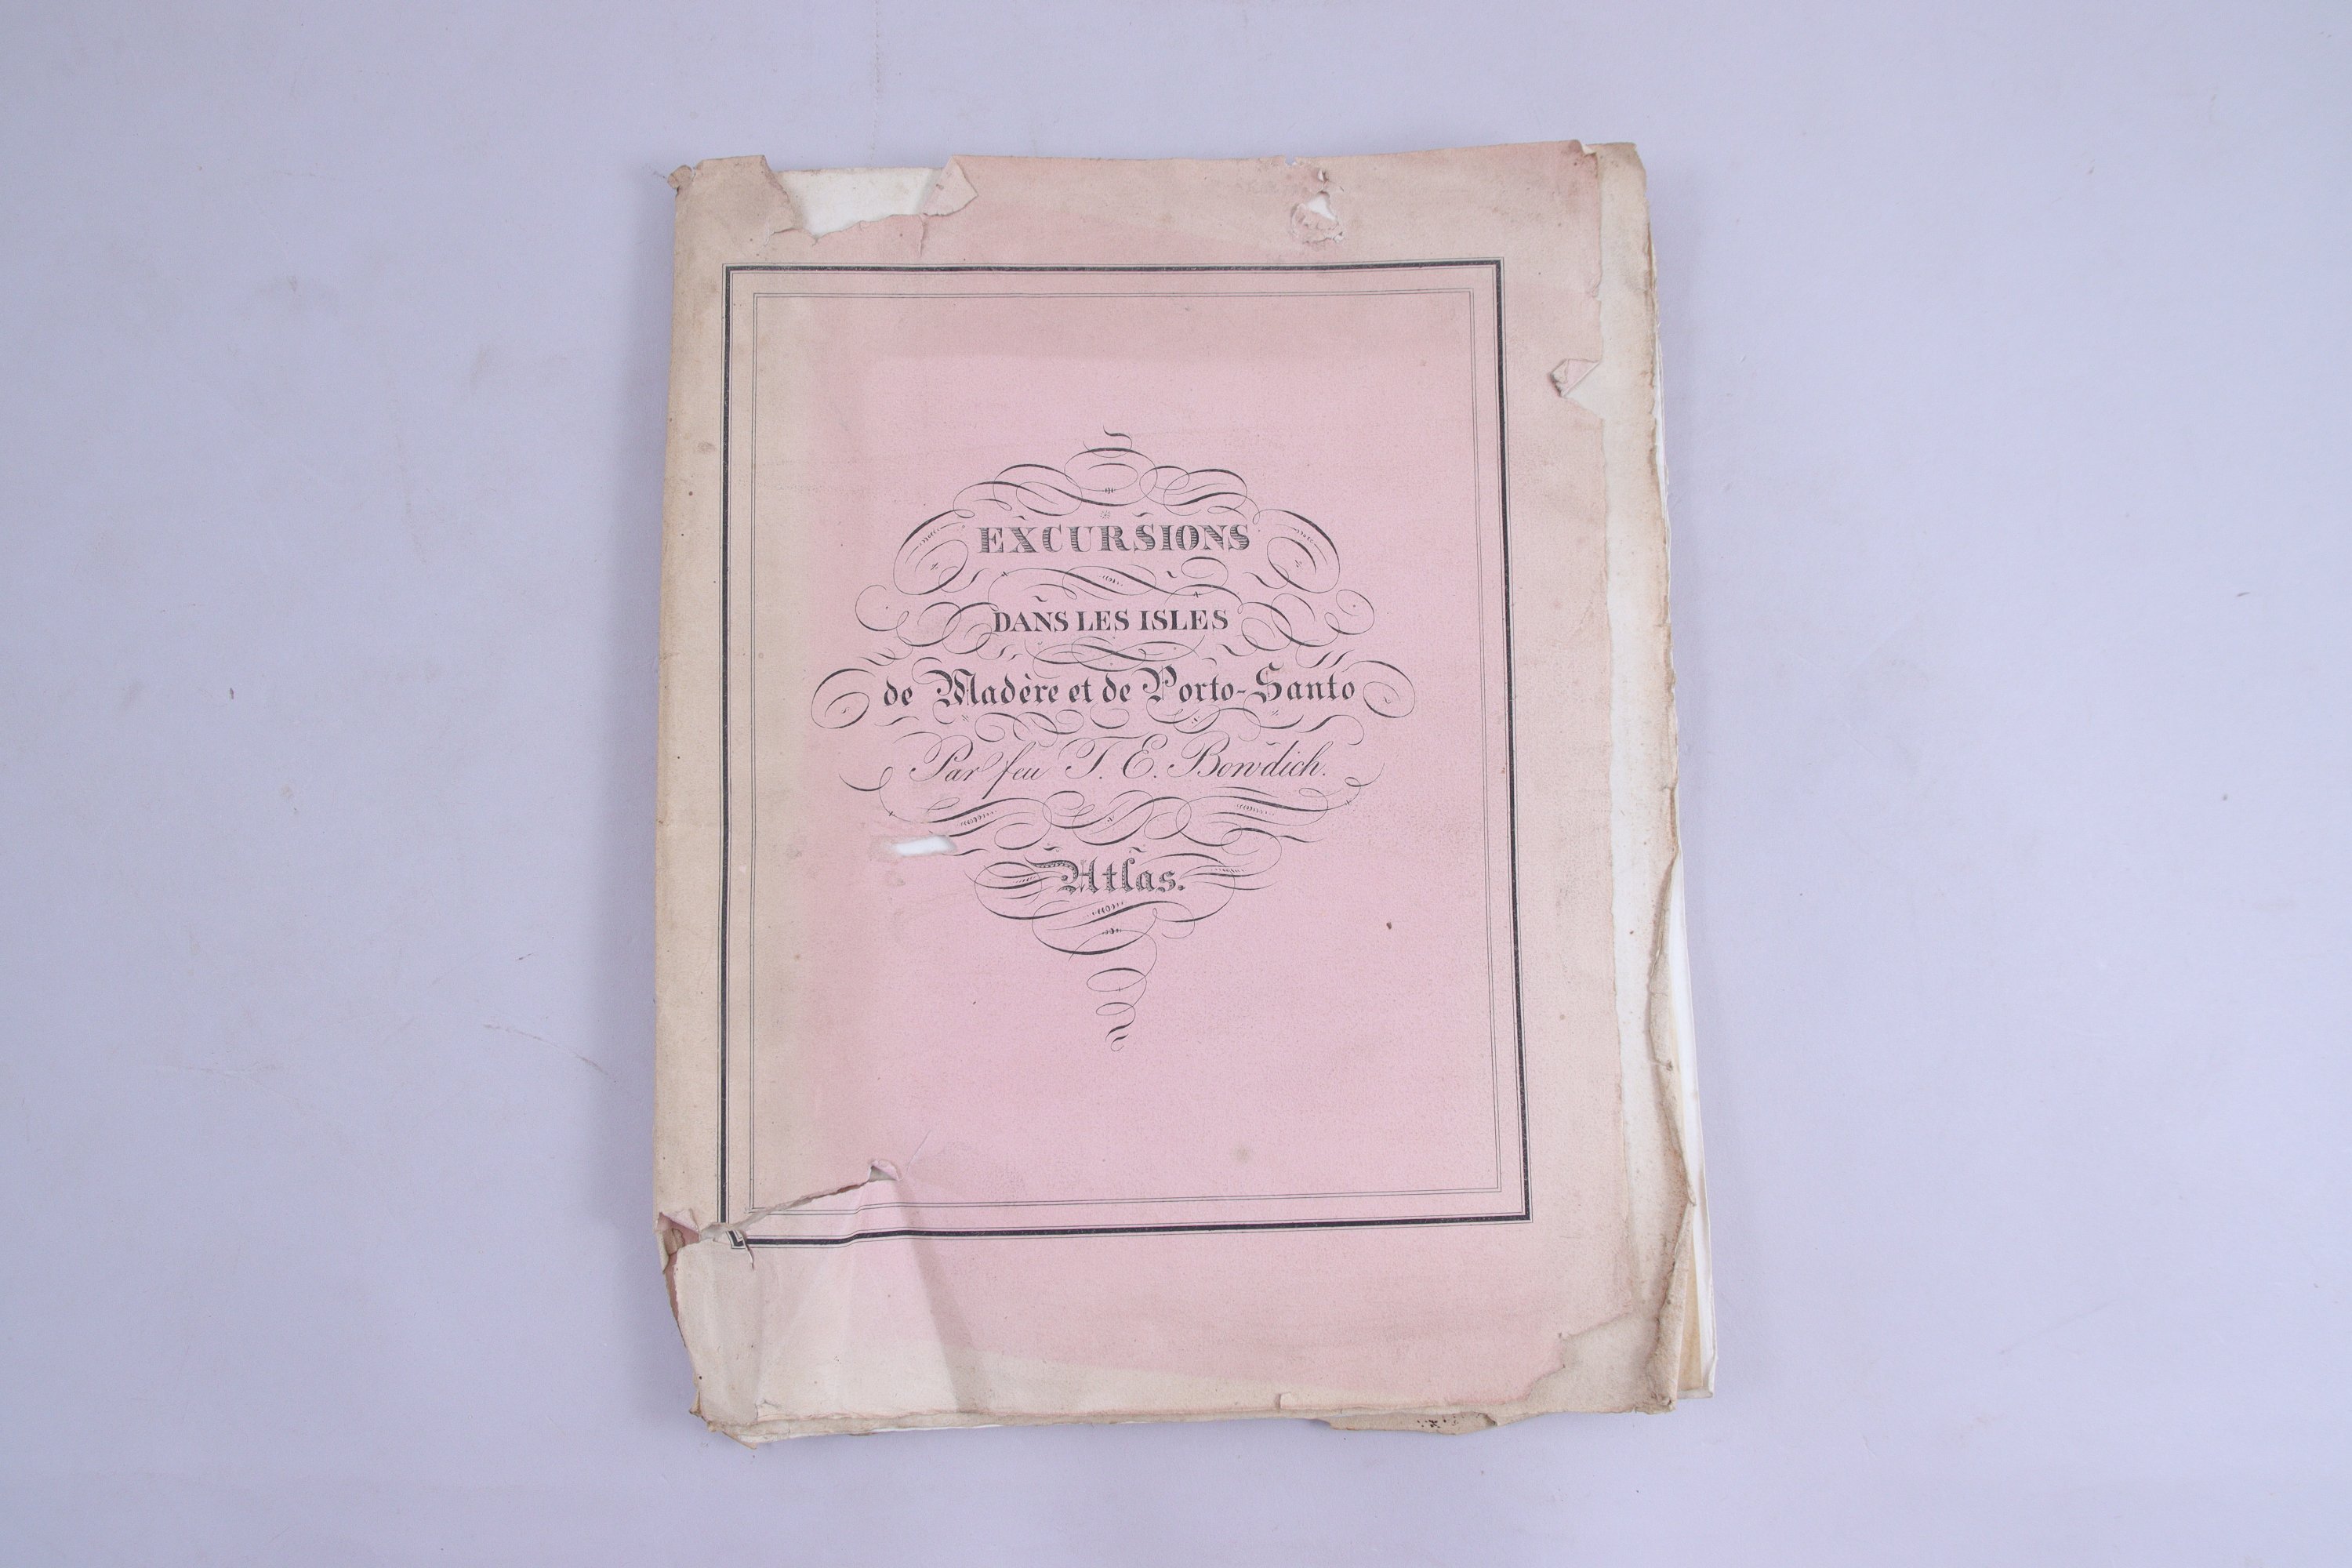 EXCURSIONS
DANS LES ISLES
de Madère et de Porto-Santo
Par feu T. E. Bowdich.
Atlas.